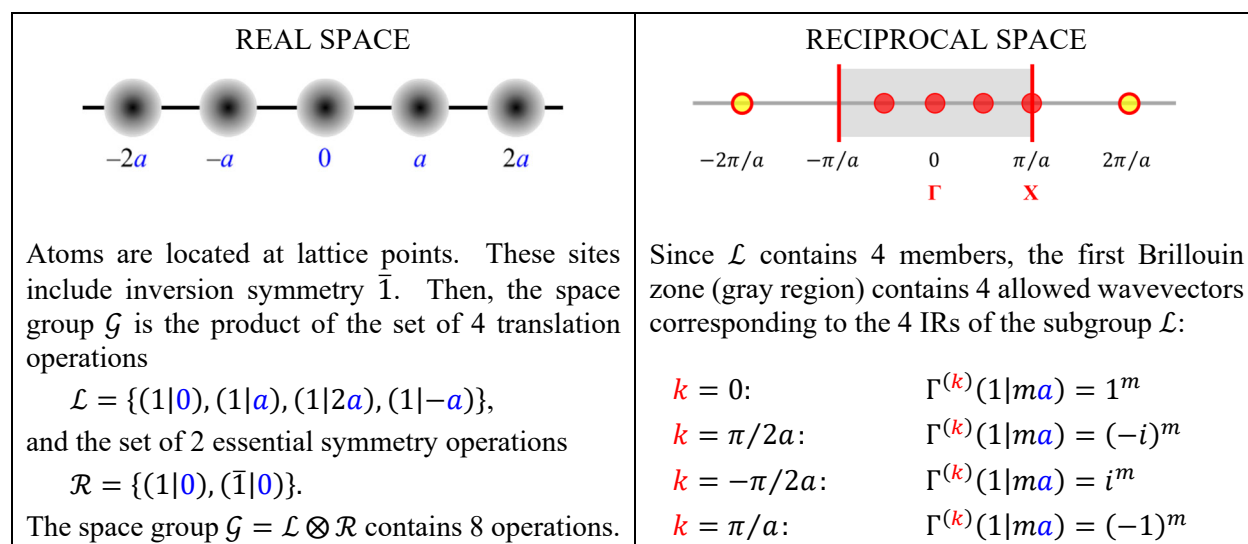 REAL SPACE
−2a −a 0 a 2a
Atoms are located at lattice points. These sites
include inversion symmetry 1̅. Then, the space
group 𝒢 is the product of the set of 4 translation
operations
ℒ = {(1|0), (1|a), (1|2a), (1|−a)},
and the set of 2 essential symmetry operations
ℛ = {(1|0), (1̅|0)}.
The space group 𝒢 = ℒ ⊗ ℛ contains 8 operations.
RECIPROCAL SPACE
−2π/a −π/a 0 π/a 2π/a
Γ X
Since ℒ contains 4 members, the first Brillouin
zone (gray region) contains 4 allowed wavevectors
corresponding to the 4 IRs of the subgroup ℒ:
k = 0: Γ⁽ᵏ⁾(1|ma) = 1ᵐ
k = π/2a: Γ⁽ᵏ⁾(1|ma) = (−i)ᵐ
k = −π/2a: Γ⁽ᵏ⁾(1|ma) = iᵐ
k = π/a: Γ⁽ᵏ⁾(1|ma) = (−1)ᵐ